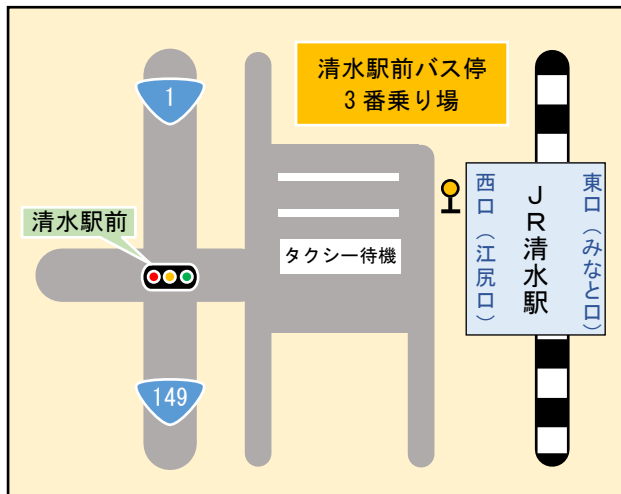 清水駅前バス停
3番乗り場
1
清水駅前
タクシー待機
149
西口（江尻口）
JR清水駅
東口（みなと口）